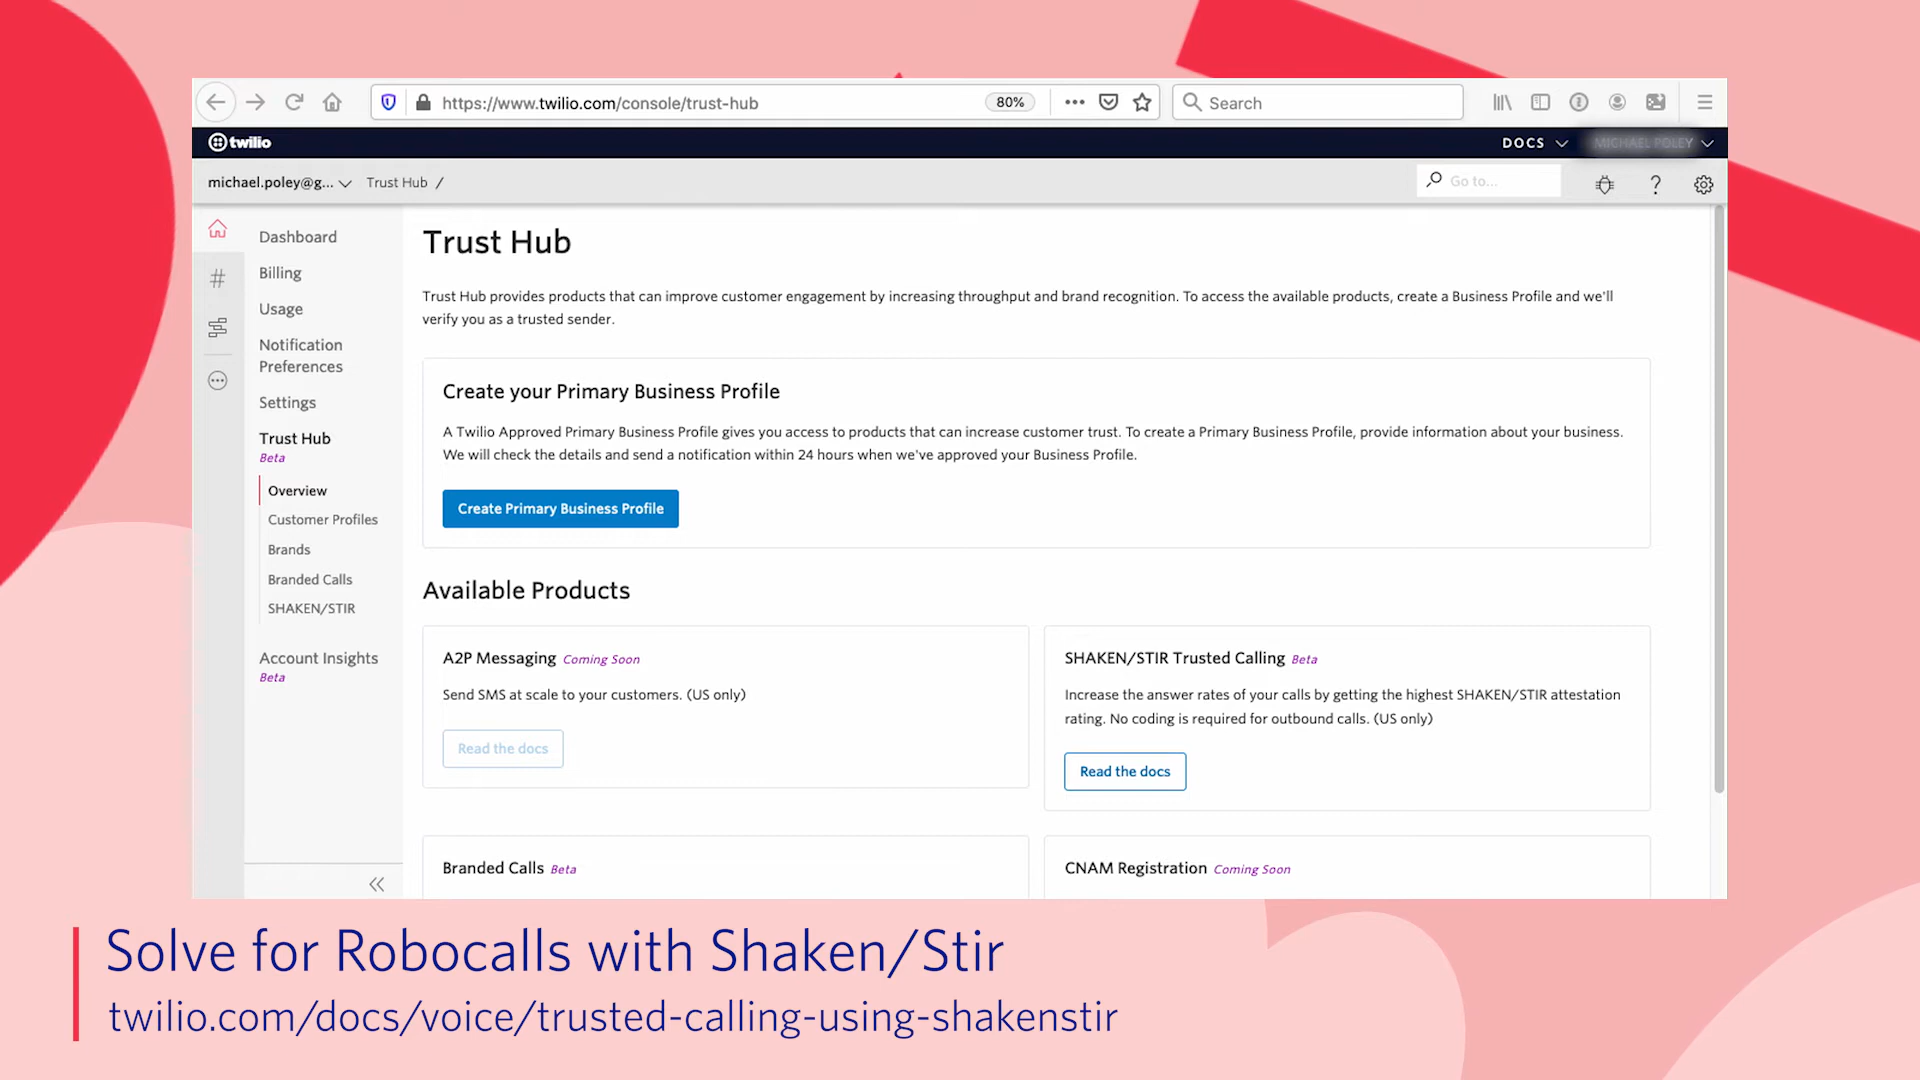 https://www.twilio.com/console/trust-hub
80%
Search
twilio
DOCS
MICHAEL POLEY
michael.poley@g...
Trust Hub /
Go to...
Dashboard
Billing
Usage
Notification
Preferences
Settings
Trust Hub
Beta
Overview
Customer Profiles
Brands
Branded Calls
SHAKEN/STIR
Account Insights
Beta
Trust Hub
Trust Hub provides products that can improve customer engagement by increasing throughput and brand recognition. To access the available products, create a Business Profile and we'll
verify you as a trusted sender.
Create your Primary Business Profile
A Twilio Approved Primary Business Profile gives you access to products that can increase customer trust. To create a Primary Business Profile, provide information about your business.
We will check the details and send a notification within 24 hours when we've approved your Business Profile.
Create Primary Business Profile
Available Products
A2P Messaging Coming Soon
Send SMS at scale to your customers. (US only)
Read the docs
SHAKEN/STIR Trusted Calling Beta
Increase the answer rates of your calls by getting the highest SHAKEN/STIR attestation
rating. No coding is required for outbound calls. (US only)
Read the docs
Branded Calls Beta
CNAM Registration Coming Soon
Solve for Robocalls with Shaken/Stir
twilio.com/docs/voice/trusted-calling-using-shakenstir